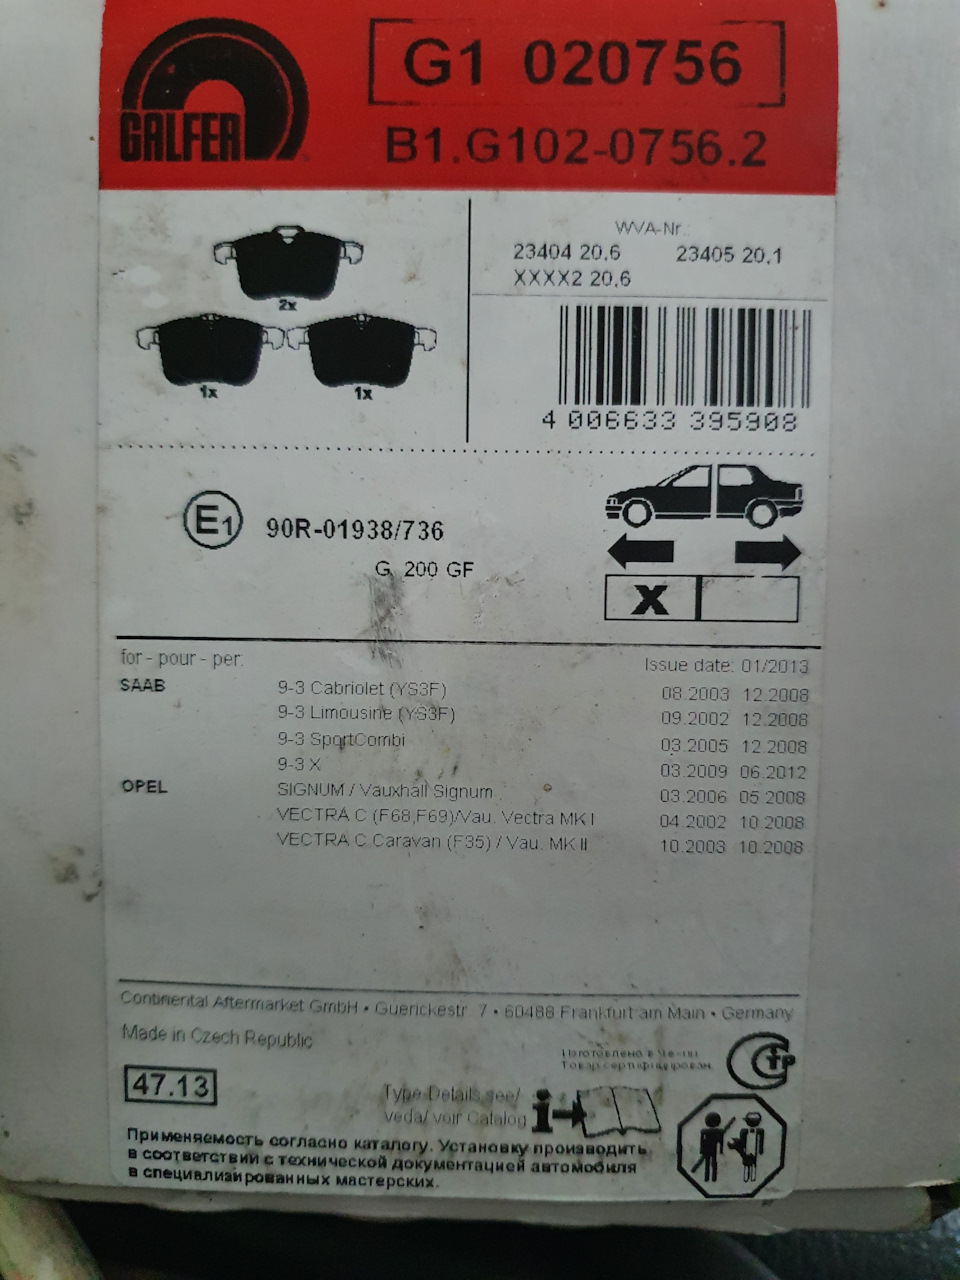 GALFER
G1 020756
B1.G102-0756.2
WVA-Nr.:
23404 20,6 23405 20,1
XXXX2 20,6
2x
1x 1x
4 006633 395908
E1 90R-01938/736
G 200 GF
X
for - pour - per:
Issue date: 01/2013
SAAB 9-3 Cabriolet (YS3F) 08.2003 12.2008
9-3 Limousine (YS3F) 09.2002 12.2008
9-3 SportCombi 03.2005 12.2008
9-3 X 03.2009 06.2012
OPEL SIGNUM / Vauxhall Signum 03.2006 05.2008
VECTRA C (F68,F69)/Vau. Vectra MK I 04.2002 10.2008
VECTRA C Caravan (F35) / Vau. MK II 10.2003 10.2008
Continental Aftermarket GmbH • Guerickestr. 7 • 60488 Frankfurt am Main • Germany
Made in Czech Republic
Изготовлено в Чехии
Товар сертифицирован.
47.13
Type Details see/
veda/ voir Catalog
i
Применяемость согласно каталогу. Установку производить
в соответствии с технической документацией автомобиля
в специализированных мастерских.